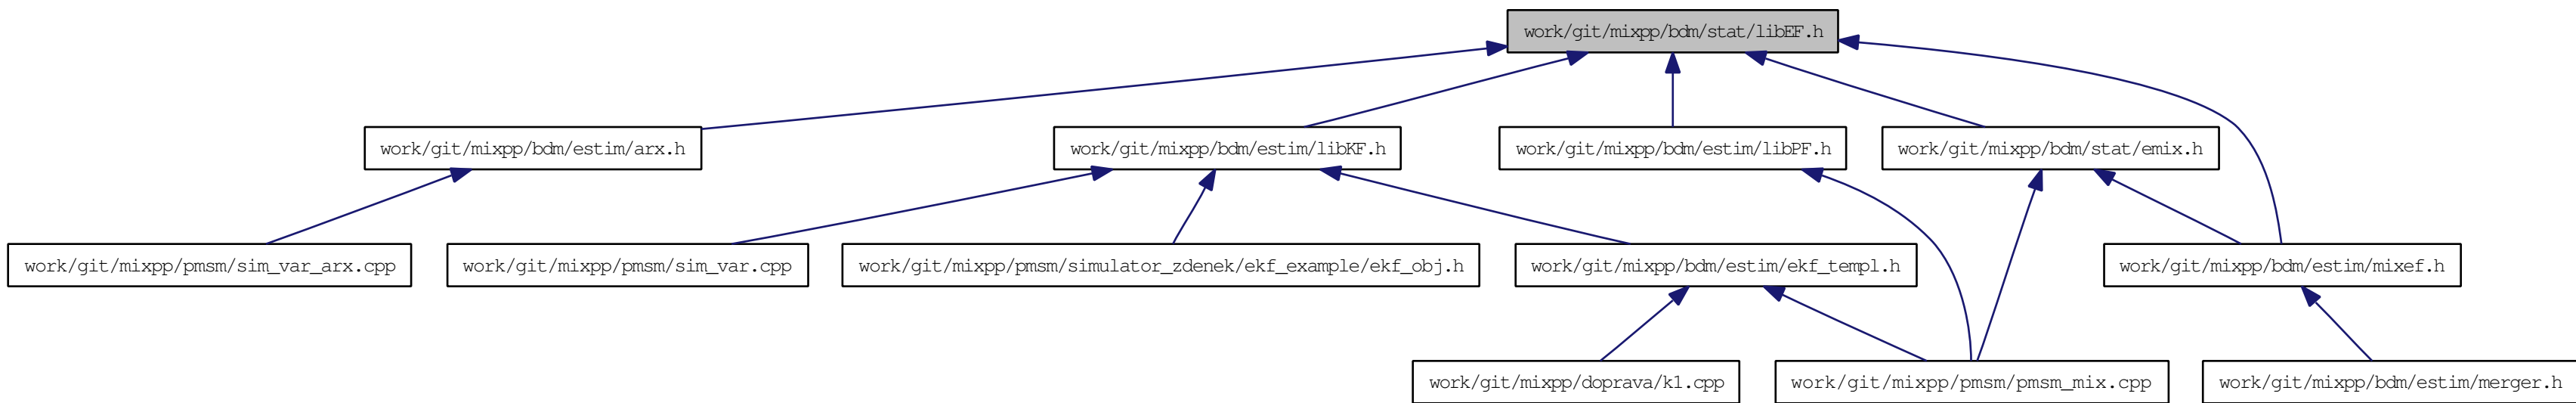 work/git/mixpp/bdm/stat/libEF.h
work/git/mixpp/bdm/estim/arx.h
work/git/mixpp/bdm/estim/libKF.h
work/git/mixpp/bdm/estim/libPF.h
work/git/mixpp/bdm/stat/emix.h
work/git/mixpp/pmsm/sim_var_arx.cpp
work/git/mixpp/pmsm/sim_var.cpp
work/git/mixpp/pmsm/simulator_zdenek/ekf_example/ekf_obj.h
work/git/mixpp/bdm/estim/ekf_templ.h
work/git/mixpp/bdm/estim/mixef.h
work/git/mixpp/doprava/k1.cpp
work/git/mixpp/pmsm/pmsm_mix.cpp
work/git/mixpp/bdm/estim/merger.h